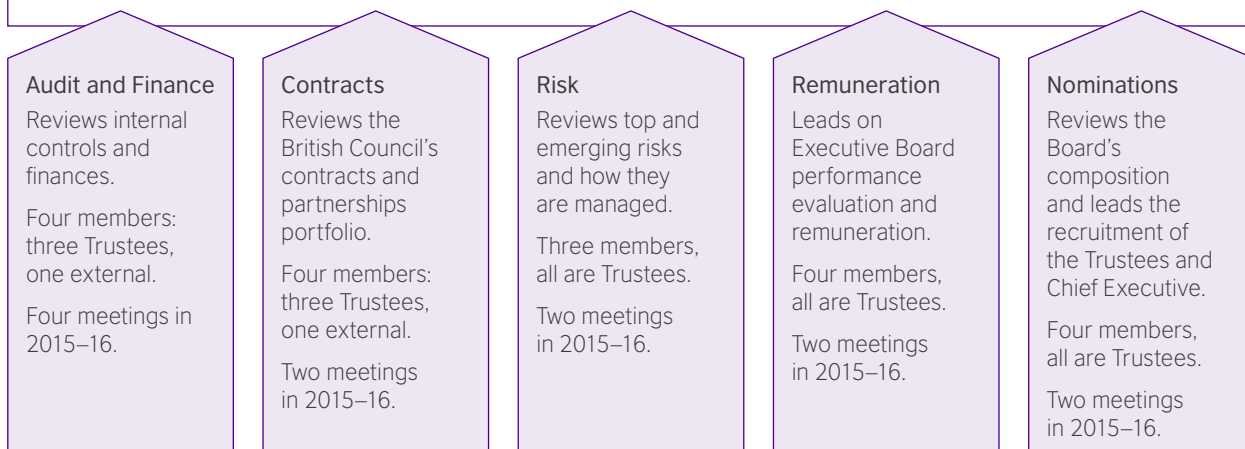 Audit and Finance
Reviews internal
controls and
finances.
Four members:
three Trustees,
one external.
Four meetings in
2015–16.
Contracts
Reviews the
British Council’s
contracts and
partnerships
portfolio.
Four members:
three Trustees,
one external.
Two meetings
in 2015–16.
Risk
Reviews top and
emerging risks
and how they
are managed.
Three members,
all are Trustees.
Two meetings
in 2015–16.
Remuneration
Leads on
Executive Board
performance
evaluation and
remuneration.
Four members,
all are Trustees.
Two meetings
in 2015–16.
Nominations
Reviews the
Board’s
composition
and leads the
recruitment of
the Trustees and
Chief Executive.
Four members,
all are Trustees.
Two meetings
in 2015–16.